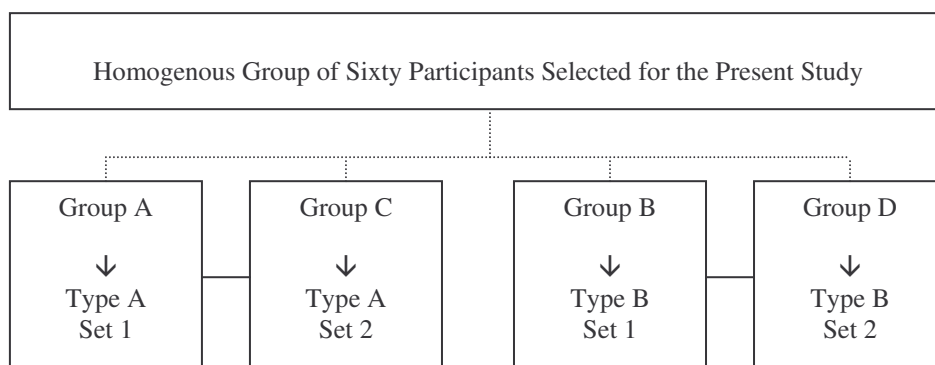 Homogenous Group of Sixty Participants Selected for the Present Study
Group A
↓
Type A
Set 1
Group C
↓
Type A
Set 2
Group B
↓
Type B
Set 1
Group D
↓
Type B
Set 2